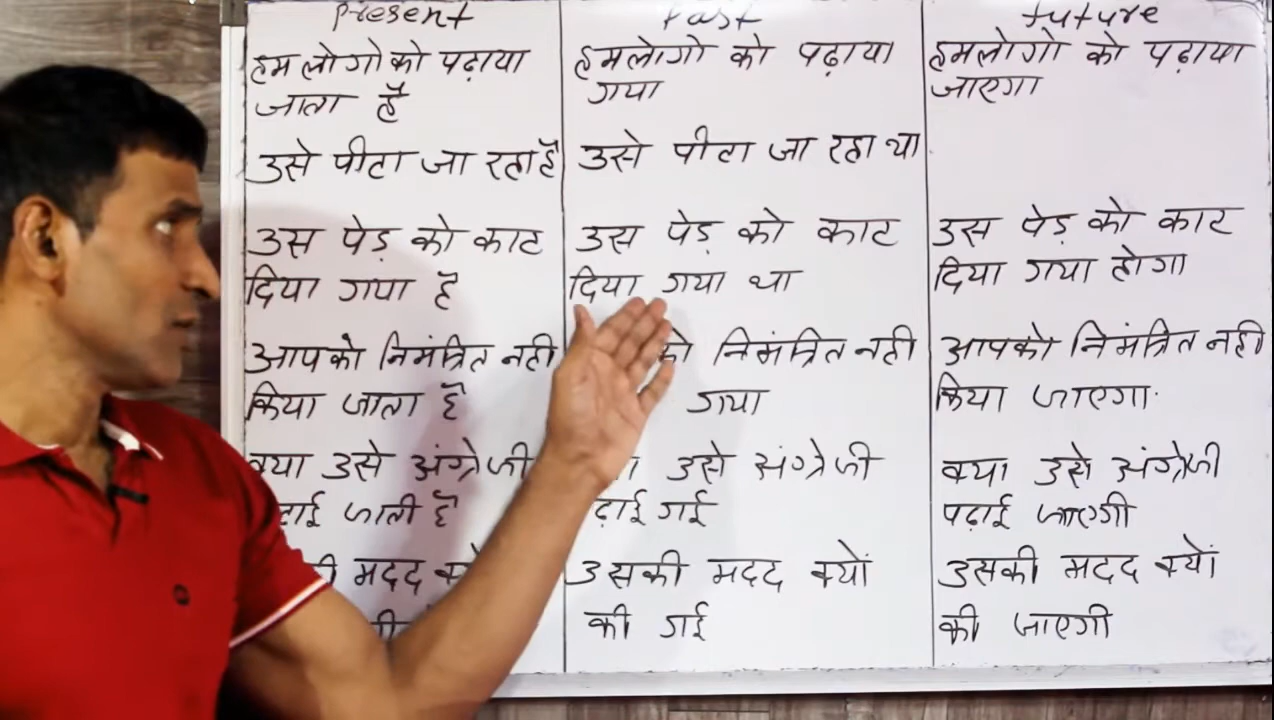 Present
हमलोगो को पढ़ाया
जाता है
उसे पीटा जा रहा है
उस पेड़ को काट
दिया गया है
आपको निमंत्रित नही
किया जाता है
क्या उसे अंग्रेजी
जाती है
मदद
Past
हमलोगो को पढ़ाया
गया
उसे पीटा जा रहा था
उस पेड़ को काट
दिया गया था
निमंत्रित नही
गया
उसे अंग्रेजी
गई
उसकी मदद क्यों
की गई
future
हमलोगो को पढ़ाया
जाएगा
उस पेड़ को काट
दिया गया होगा
आपको निमंत्रित नही
किया जाएगा.
क्या उसे अंग्रेजी
पढ़ाई जाएगी
उसकी मदद क्यों
की जाएगी